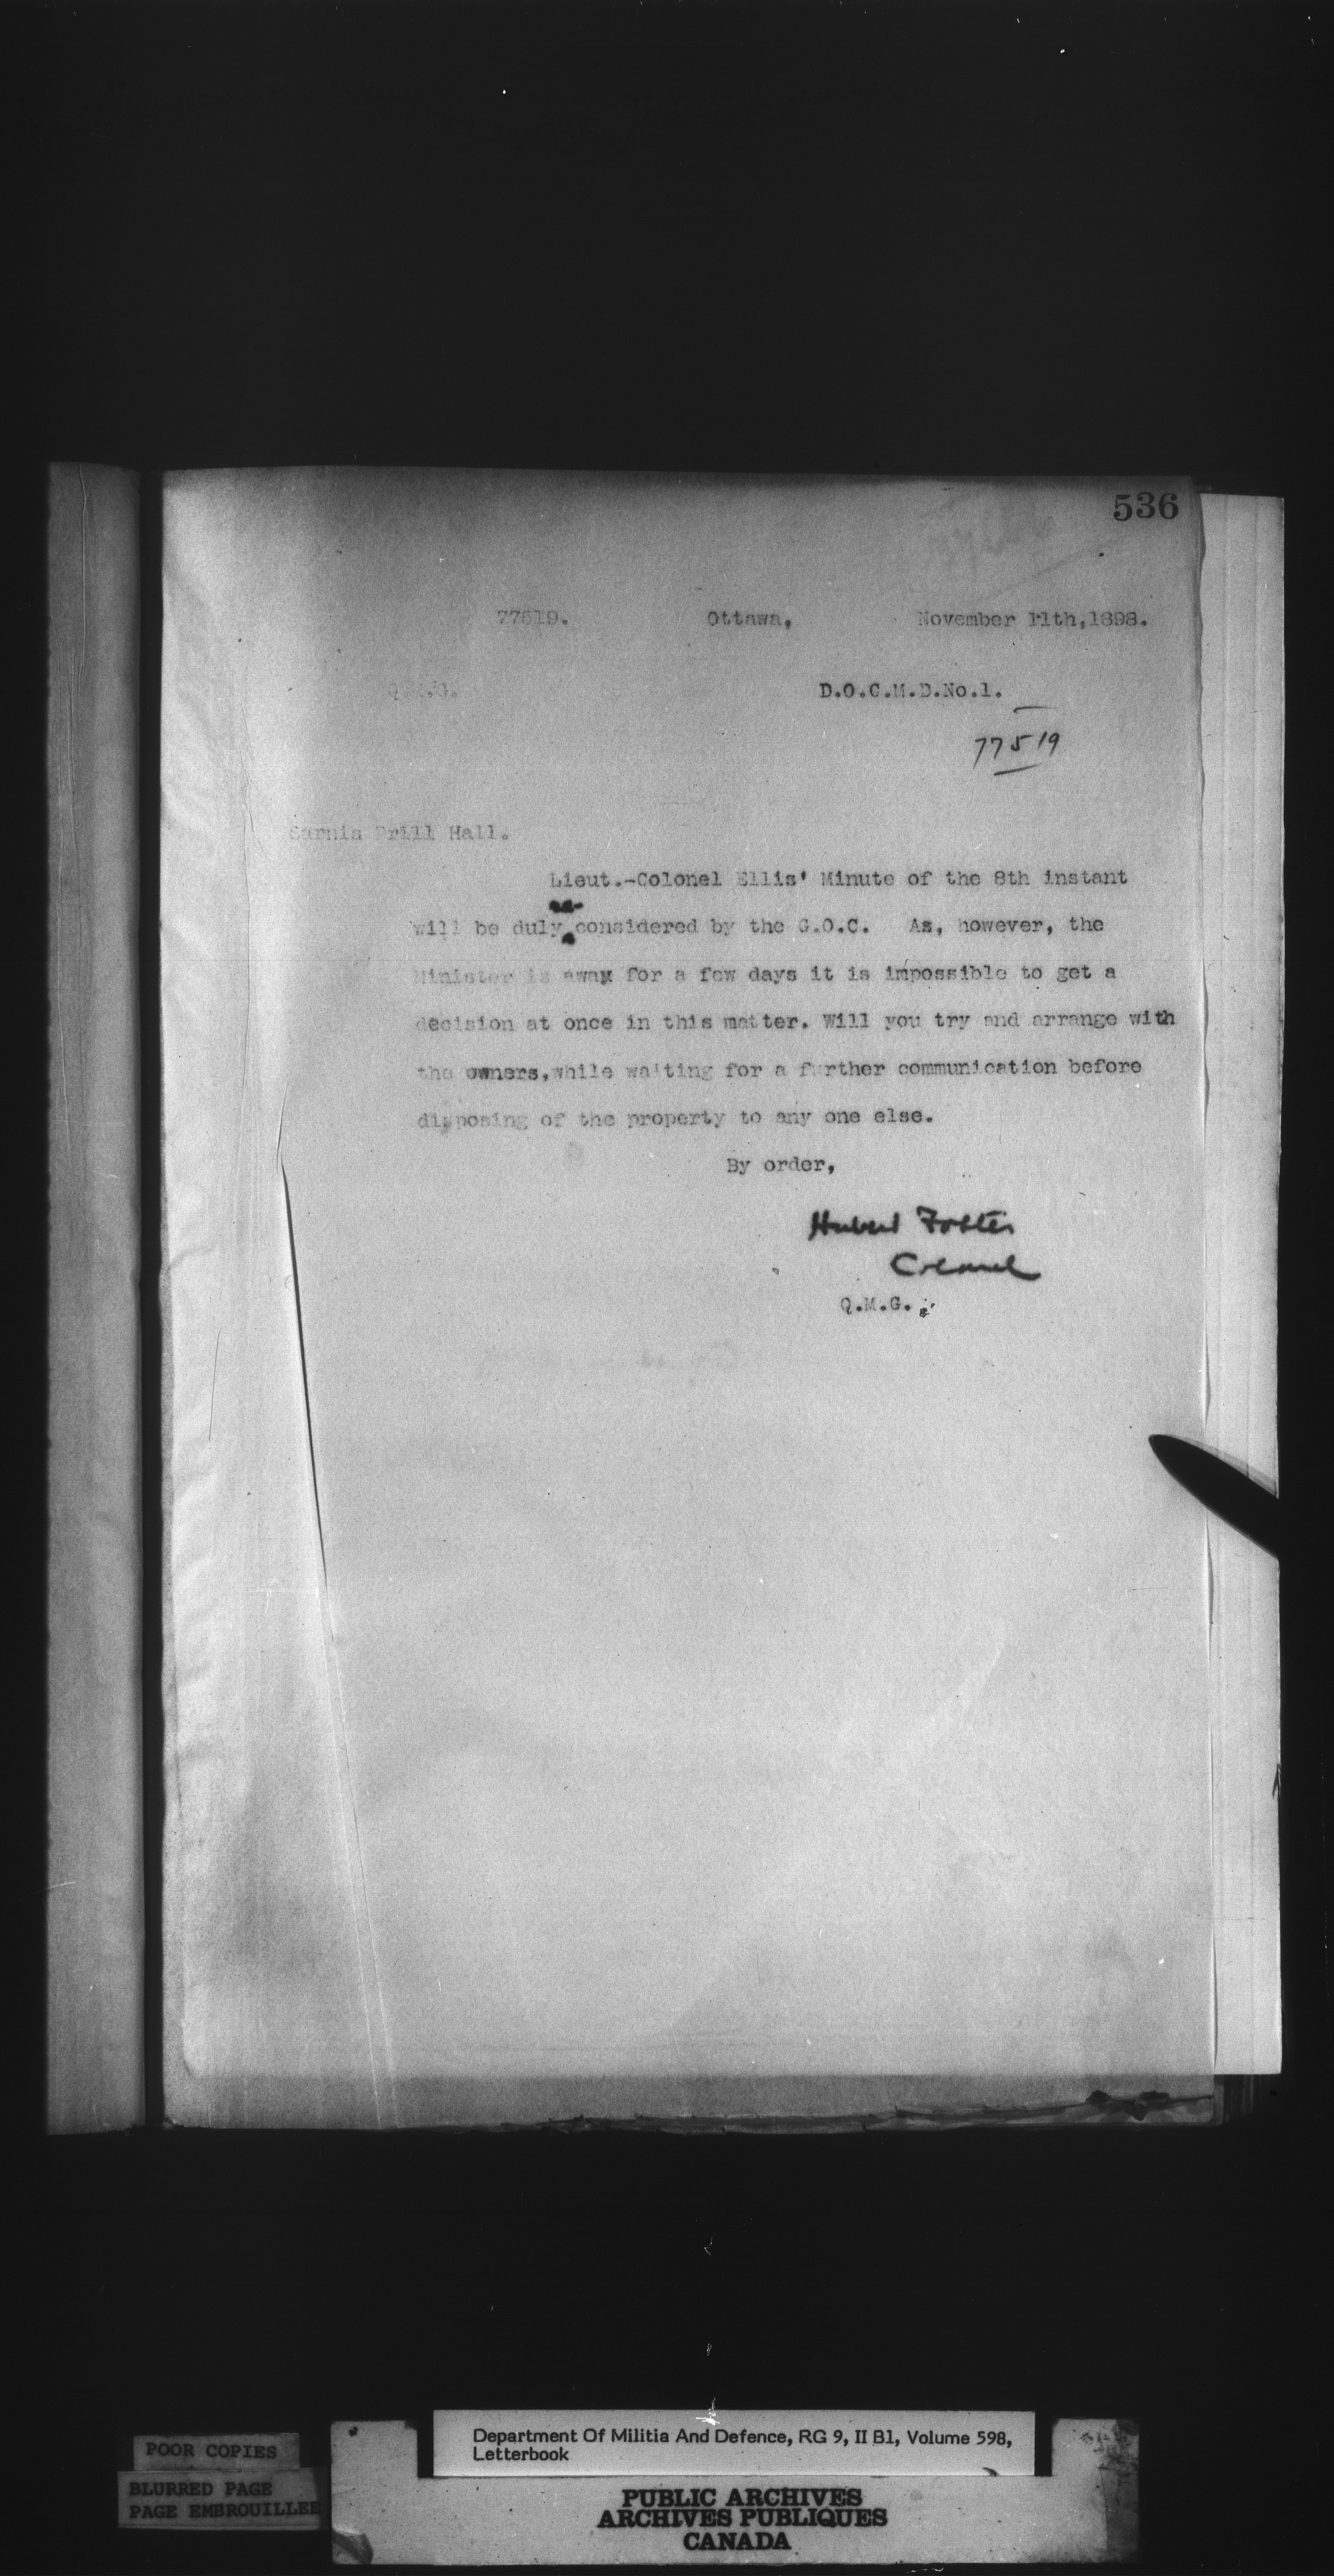 536
77519. Ottawa, November 11th, 1898.
Q.M.G. D.O.C.M.D.No.1.
77519
Sarnia Drill Hall.
Lieut.-Colonel Ellis' Minute of the 8th instant
will be duly considered by the G.O.C. As, however, the
Minister is away for a few days it is impossible to get a
decision at once in this matter. Will you try and arrange with
the owners, while waiting for a further communication before
disposing of the property to any one else.
By order,
Hubert Foster
Colonel
Q.M.G.
POOR COPIES
BLURRED PAGE
PAGE EMBROUILLEE
Department Of Militia And Defence, RG 9, II B1, Volume 598,
Letterbook
PUBLIC ARCHIVES
ARCHIVES PUBLIQUES
CANADA